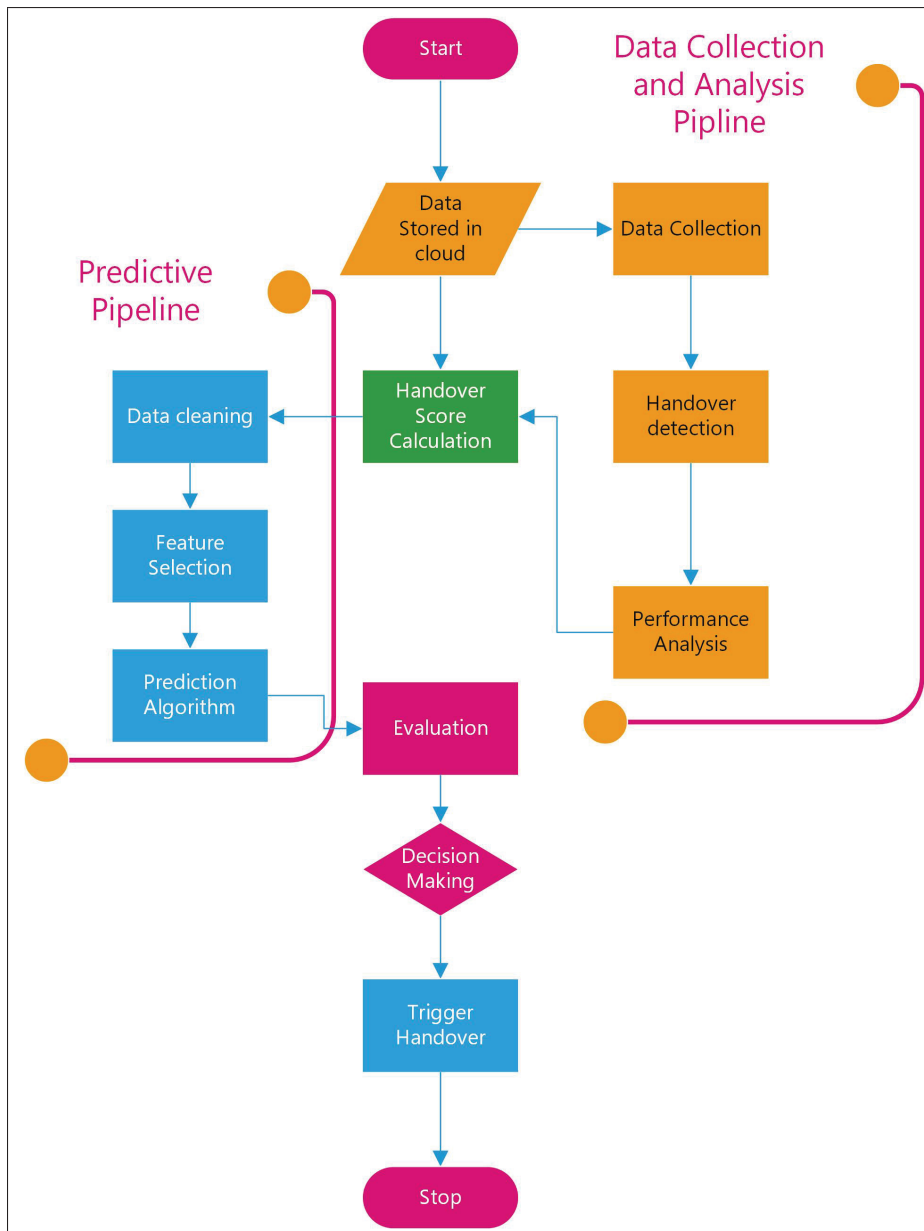 Start
Data Collection
and Analysis
Pipline
Data
Stored in
cloud
Data Collection
Predictive
Pipeline
Data cleaning
Handover
Score
Calculation
Handover
detection
Feature
Selection
Performance
Analysis
Prediction
Algorithm
Evaluation
Decision
Making
Trigger
Handover
Stop